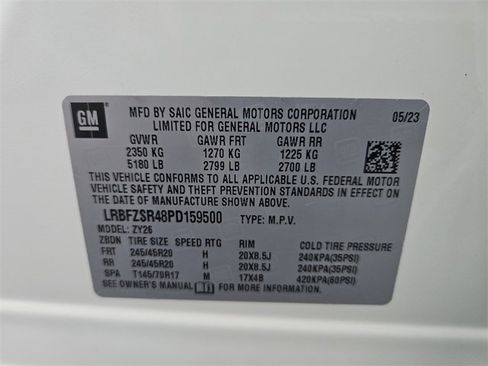 GM
MFD BY SAIC GENERAL MOTORS CORPORATION 05/23
LIMITED FOR GENERAL MOTORS LLC
GVWR GAWR FRT GAWR RR
2350 KG 1270 KG 1225 KG
5180 LB 2799 LB 2700 LB
THIS VEHICLE CONFORMS TO ALL APPLICABLE U.S. FEDERAL MOTOR
VEHICLE SAFETY AND THEFT PREVENTION STANDARDS IN EFFECT ON
THE DATE OF MANUFACTURE SHOWN ABOVE.
LRBFZSR48PD159500 TYPE: M.P.V.
MODEL: ZY26
ZBDN TIRE SIZE SPEED RTG RIM COLD TIRE PRESSURE
FRT 245/45R20 H 20X8.5J 240KPA(35PSI)
RR 245/45R20 H 20X8.5J 240KPA(35PSI)
SPA T145/70R17 M 17X4B 420KPA(60PSI)
SEE OWNER'S MANUAL FOR MORE INFORMATION.